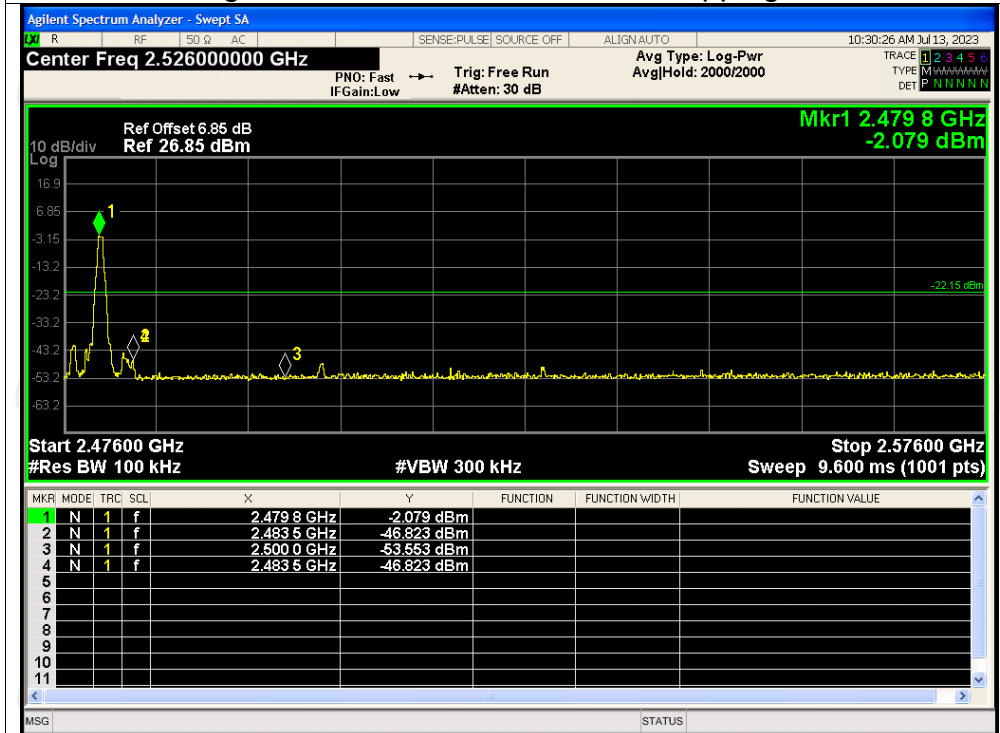 Agilent Spectrum Analyzer - Swept SA
LXI R RF 50 Ω AC SENSE:PULSE SOURCE OFF ALIGN AUTO 10:30:26 AM Jul 13, 2023
Center Freq 2.526000000 GHz
PNO: Fast
IFGain:Low
Trig: Free Run
#Atten: 30 dB
Avg Type: Log-Pwr
Avg|Hold: 2000/2000
TRACE 1 2 3 4 5 6
TYPE M
DET P N N N N N
Ref Offset 6.85 dB
Ref 26.85 dBm
10 dB/div
Log
Mkr1 2.479 8 GHz
-2.079 dBm
16.9
6.85
-3.15
-13.2
-23.2
-33.2
-43.2
-53.2
-63.2
1
-22.15 dBm
3
Start 2.47600 GHz
Stop 2.57600 GHz
#Res BW 100 kHz
#VBW 300 kHz
Sweep 9.600 ms (1001 pts)
MKR MODE TRC SCL X Y FUNCTION FUNCTION WIDTH FUNCTION VALUE
1 N 1 f 2.479 8 GHz -2.079 dBm
2 N 1 f 2.483 5 GHz -46.823 dBm
3 N 1 f 2.500 0 GHz -53.553 dBm
4 N 1 f 2.483 5 GHz -46.823 dBm
5
6
7
8
9
10
11
MSG
STATUS